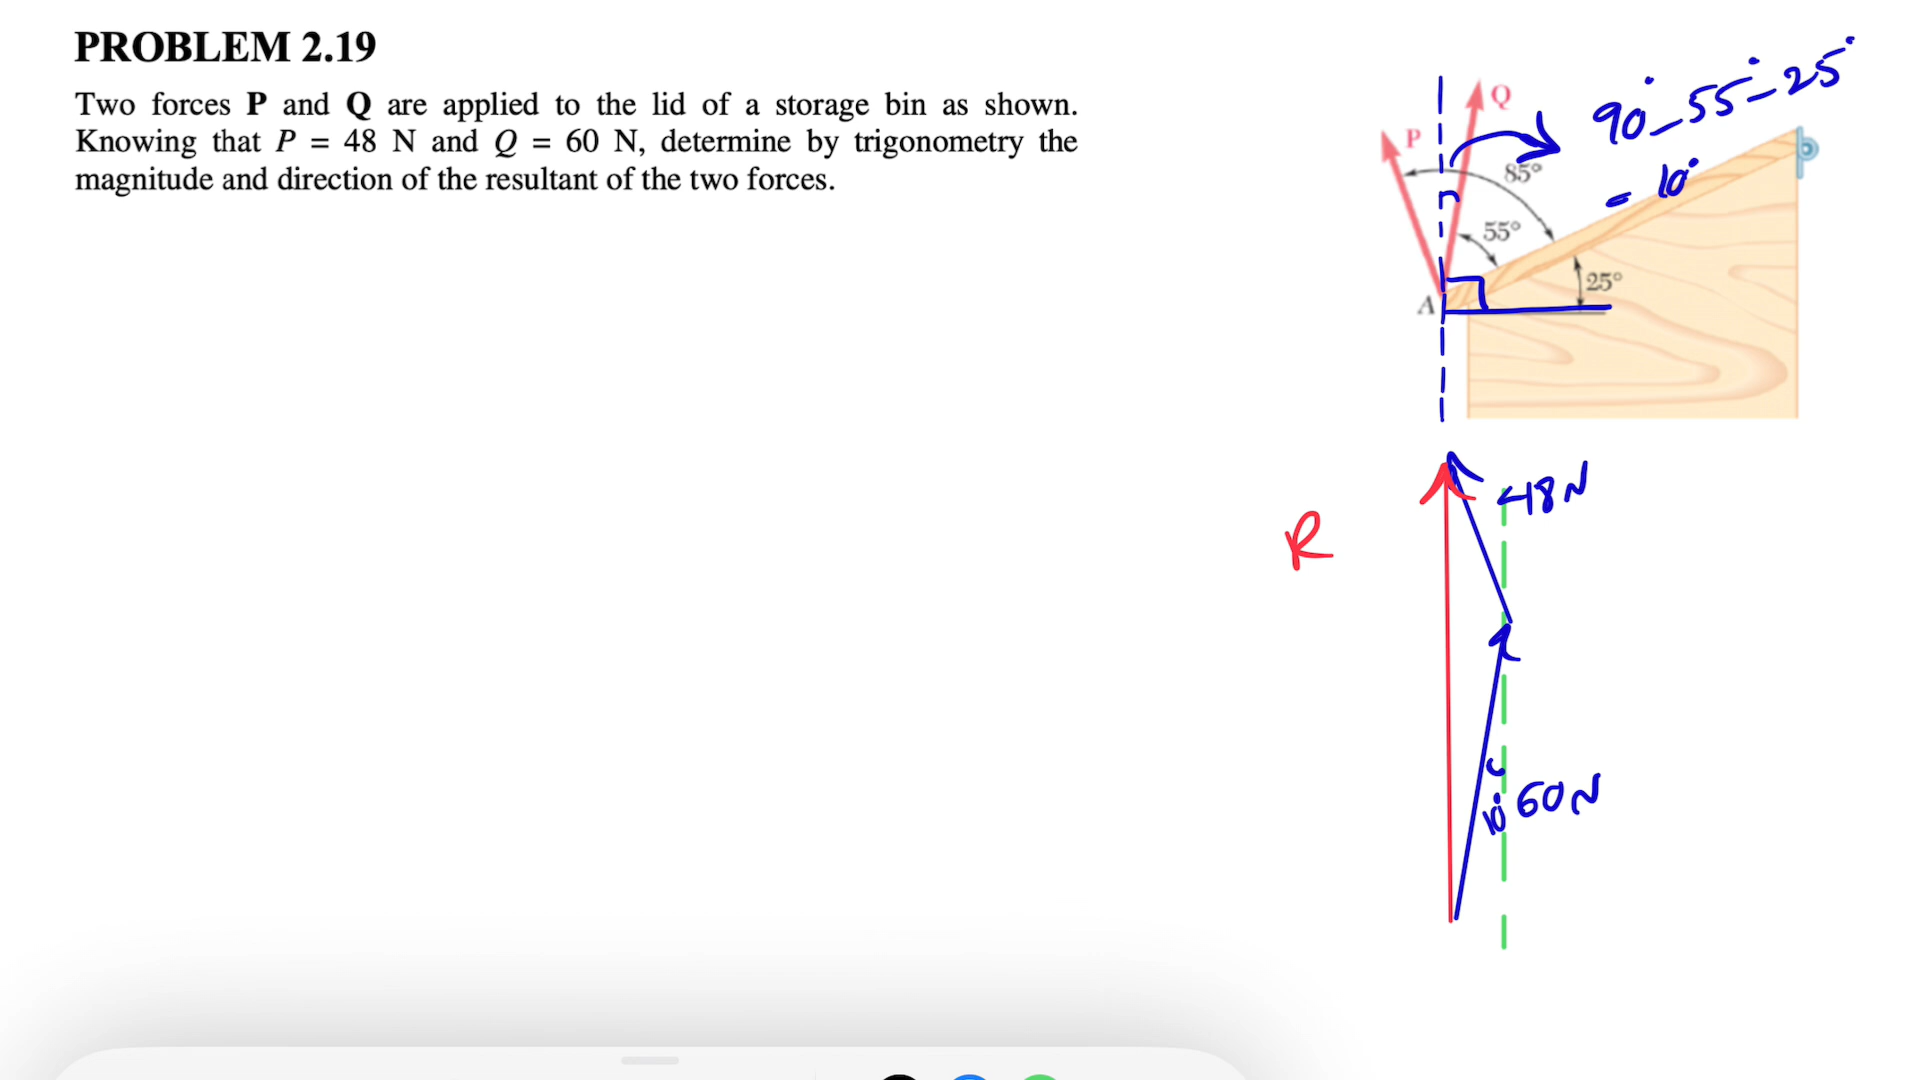 PROBLEM 2.19
Two forces P and Q are applied to the lid of a storage bin as shown.
Knowing that P = 48 N and Q = 60 N, determine by trigonometry the
magnitude and direction of the resultant of the two forces.
Q
P
90° - 55° - 25°
= 10°
85°
55°
25°
A
48N
R
10°
60N